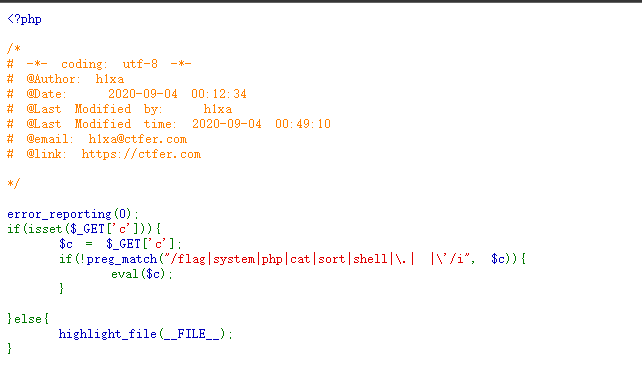 <?php
/*
# -*- coding: utf-8 -*-
# @Author: h1xa
# @Date:   2020-09-04 00:12:34
# @Last Modified by:   h1xa
# @Last Modified time: 2020-09-04 00:49:10
# @email: h1xa@ctfer.com
# @link: https://ctfer.com
*/
error_reporting(0);
if(isset($_GET['c'])){
    $c = $_GET['c'];
    if(!preg_match("/flag|system|php|cat|sort|shell|\.| |\'/i", $c)){
        eval($c);
    }
}else{
    highlight_file(__FILE__);
}